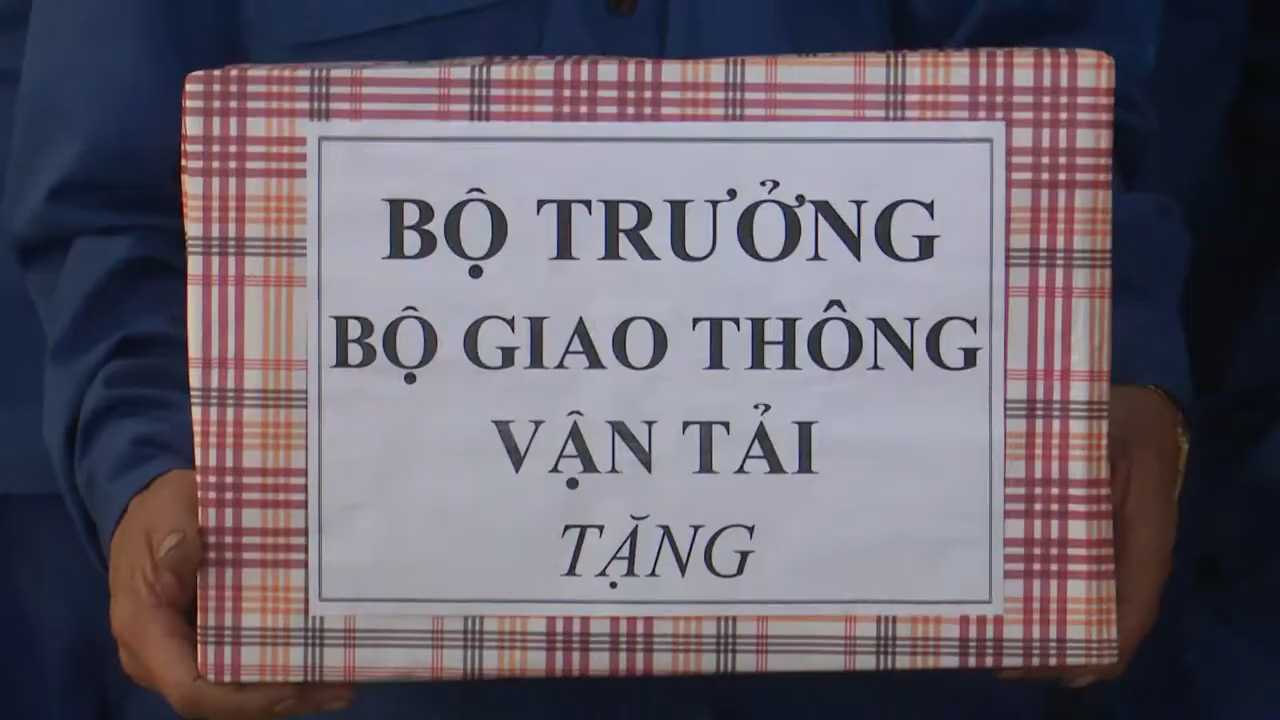 BỘ TRƯỞNG
BỘ GIAO THÔNG
VẬN TẢI
TẶNG